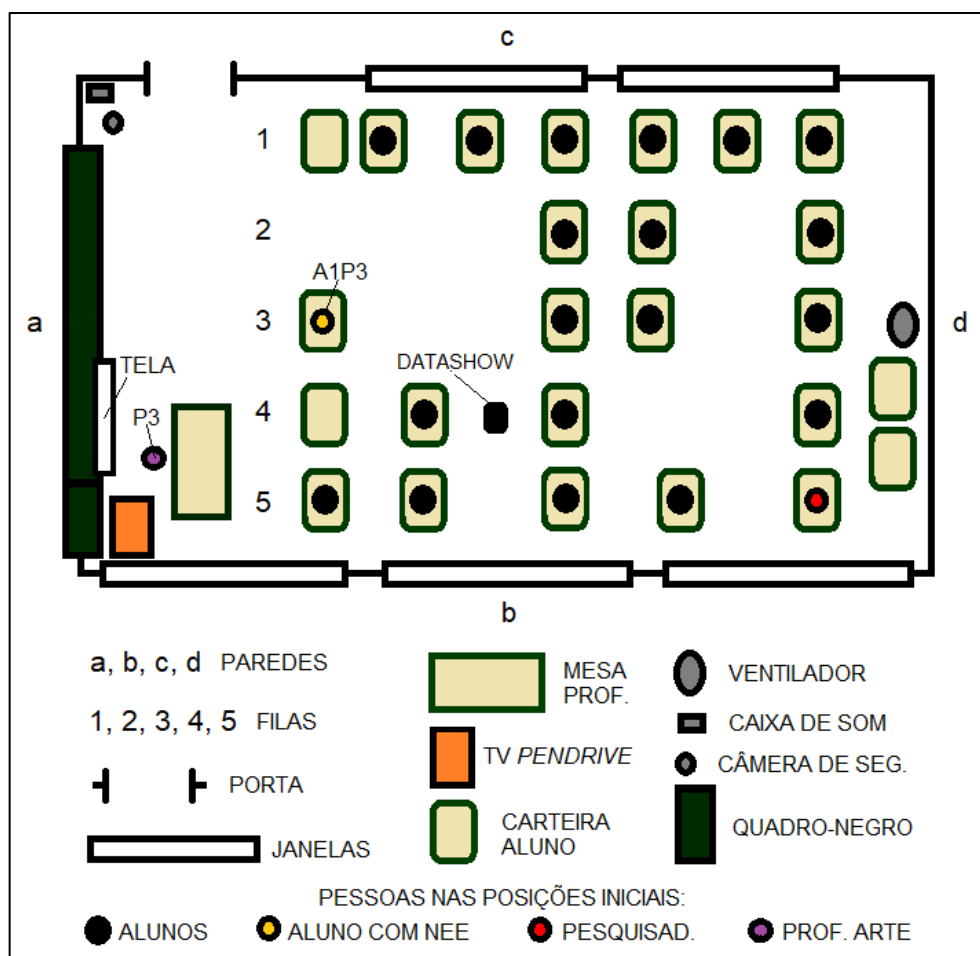 c
1
2
A1P3
a
3
d
TELA
DATASHOW
P3
4
5
b
a, b, c, d PAREDES
MESA
PROF.
VENTILADOR
1, 2, 3, 4, 5 FILAS
CAIXA DE SOM
TV PENDRIVE
CÂMERA DE SEG.
PORTA
CARTEIRA
ALUNO
QUADRO-NEGRO
JANELAS
PESSOAS NAS POSIÇÕES INICIAIS:
ALUNOS
ALUNO COM NEE
PESQUISAD.
PROF. ARTE